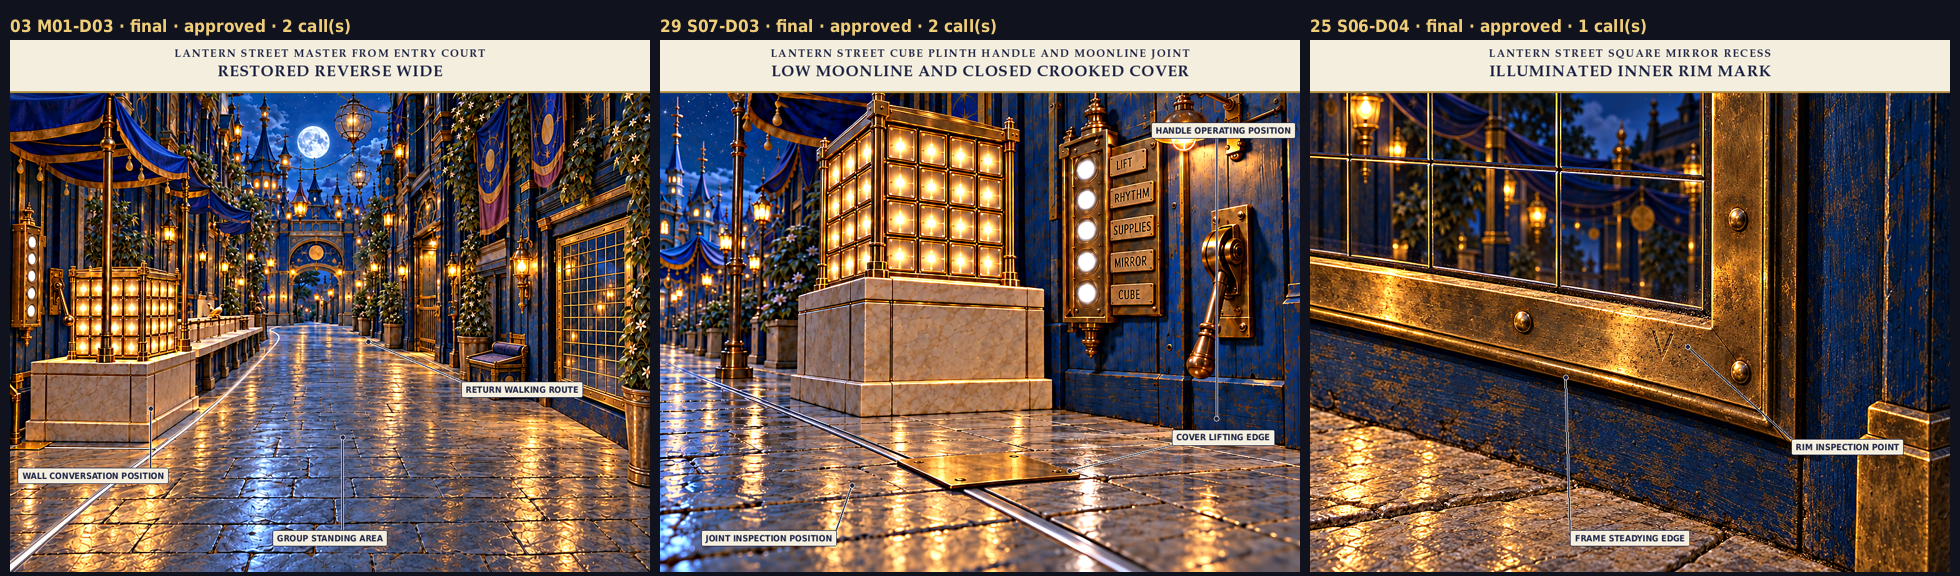 03 M01-D03 · final · approved · 2 call(s)
LANTERN STREET MASTER FROM ENTRY COURT
RESTORED REVERSE WIDE
RETURN WALKING ROUTE
WALL CONVERSATION POSITION
GROUP STANDING AREA
29 S07-D03 · final · approved · 2 call(s)
LANTERN STREET CUBE PLINTH HANDLE AND MOONLINE JOINT
LOW MOONLINE AND CLOSED CROOKED COVER
HANDLE OPERATING POSITION
LIFT
RHYTHM
SUPPLIES
MIRROR
CUBE
COVER LIFTING EDGE
JOINT INSPECTION POSITION
25 S06-D04 · final · approved · 1 call(s)
LANTERN STREET SQUARE MIRROR RECESS
ILLUMINATED INNER RIM MARK
V
RIM INSPECTION POINT
FRAME STEADYING EDGE